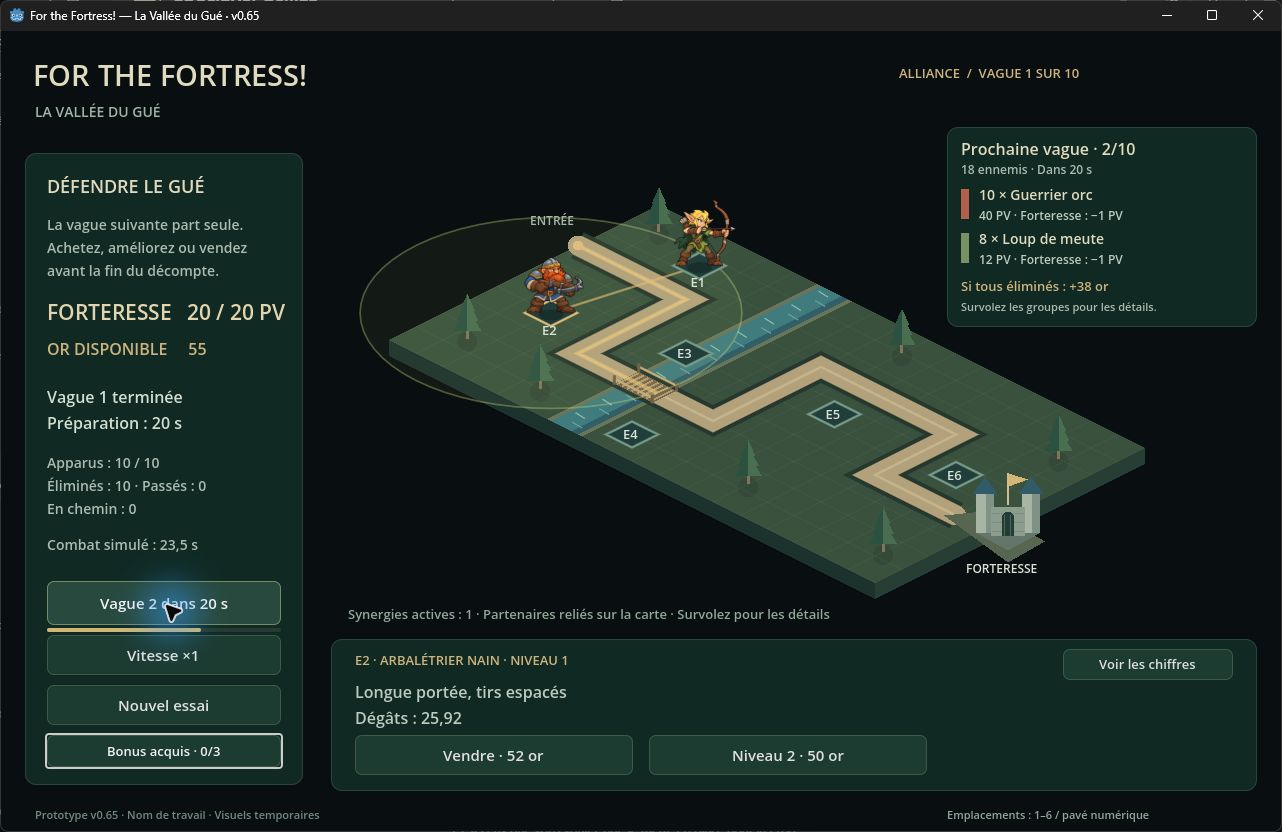 For the Fortress! — La Vallée du Gué · v0.65
FOR THE FORTRESS!
LA VALLÉE DU GUÉ
ALLIANCE / VAGUE 1 SUR 10
DÉFENDRE LE GUÉ
La vague suivante part seule.
Achetez, améliorez ou vendez
avant la fin du décompte.
FORTERESSE 20 / 20 PV
OR DISPONIBLE 55
Vague 1 terminée
Préparation : 20 s
Apparus : 10 / 10
Éliminés : 10 · Passés : 0
En chemin : 0
Combat simulé : 23,5 s
Vague 2 dans 20 s
Vitesse ×1
Nouvel essai
Bonus acquis · 0/3
Prochaine vague · 2/10
18 ennemis · Dans 20 s
10 × Guerrier orc
40 PV · Forteresse : −1 PV
8 × Loup de meute
12 PV · Forteresse : −1 PV
Si tous éliminés : +38 or
Survolez les groupes pour les détails.
ENTRÉE
E1
E2
E3
E4
E5
E6
FORTERESSE
Synergies actives : 1 · Partenaires reliés sur la carte · Survolez pour les détails
E2 · ARBALÉTRIER NAIN · NIVEAU 1
Voir les chiffres
Longue portée, tirs espacés
Dégâts : 25,92
Vendre · 52 or
Niveau 2 · 50 or
Prototype v0.65 · Nom de travail · Visuels temporaires
Emplacements : 1–6 / pavé numérique